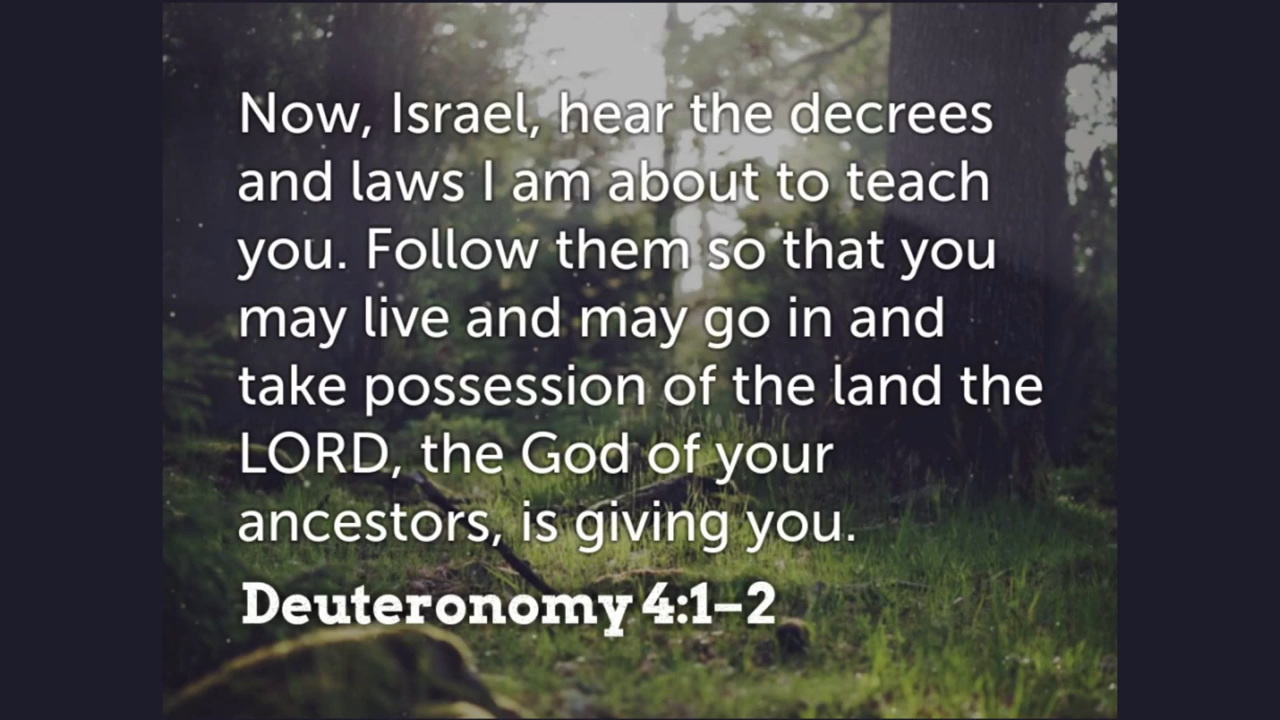 Now, Israel, hear the decrees
and laws I am about to teach
you. Follow them so that you
may live and may go in and
take possession of the land the
LORD, the God of your
ancestors, is giving you.
Deuteronomy 4:1–2